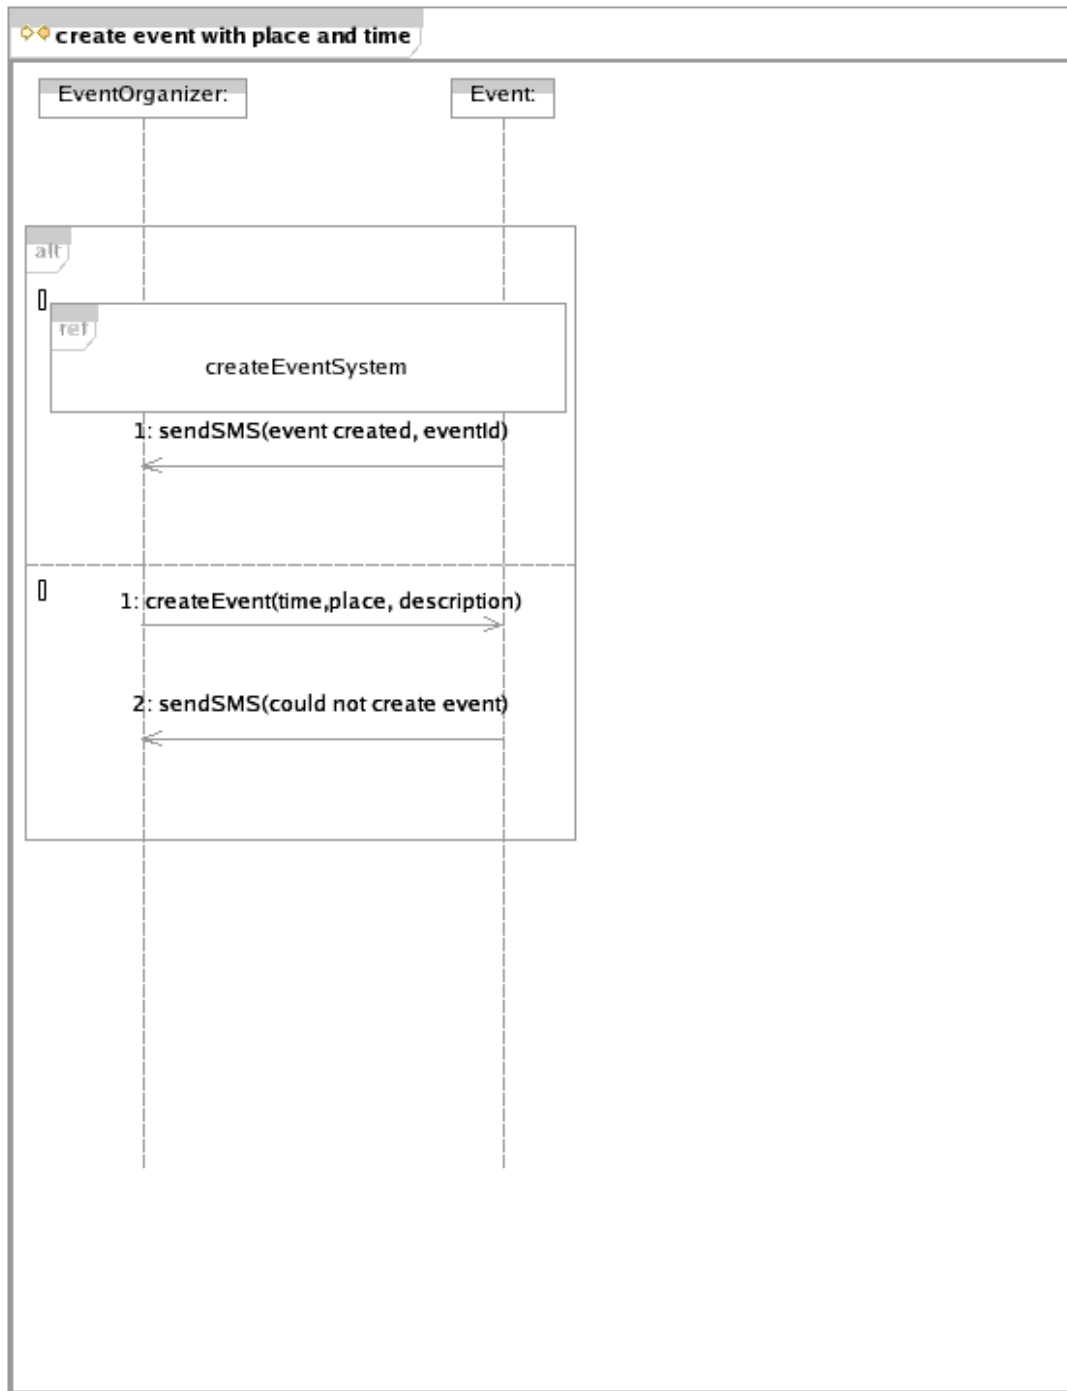 create event with place and time
EventOrganizer:
Event:
alt
[]
ref
createEventSystem
1: sendSMS(event created, eventId)
[]
1: createEvent(time,place, description)
2: sendSMS(could not create event)